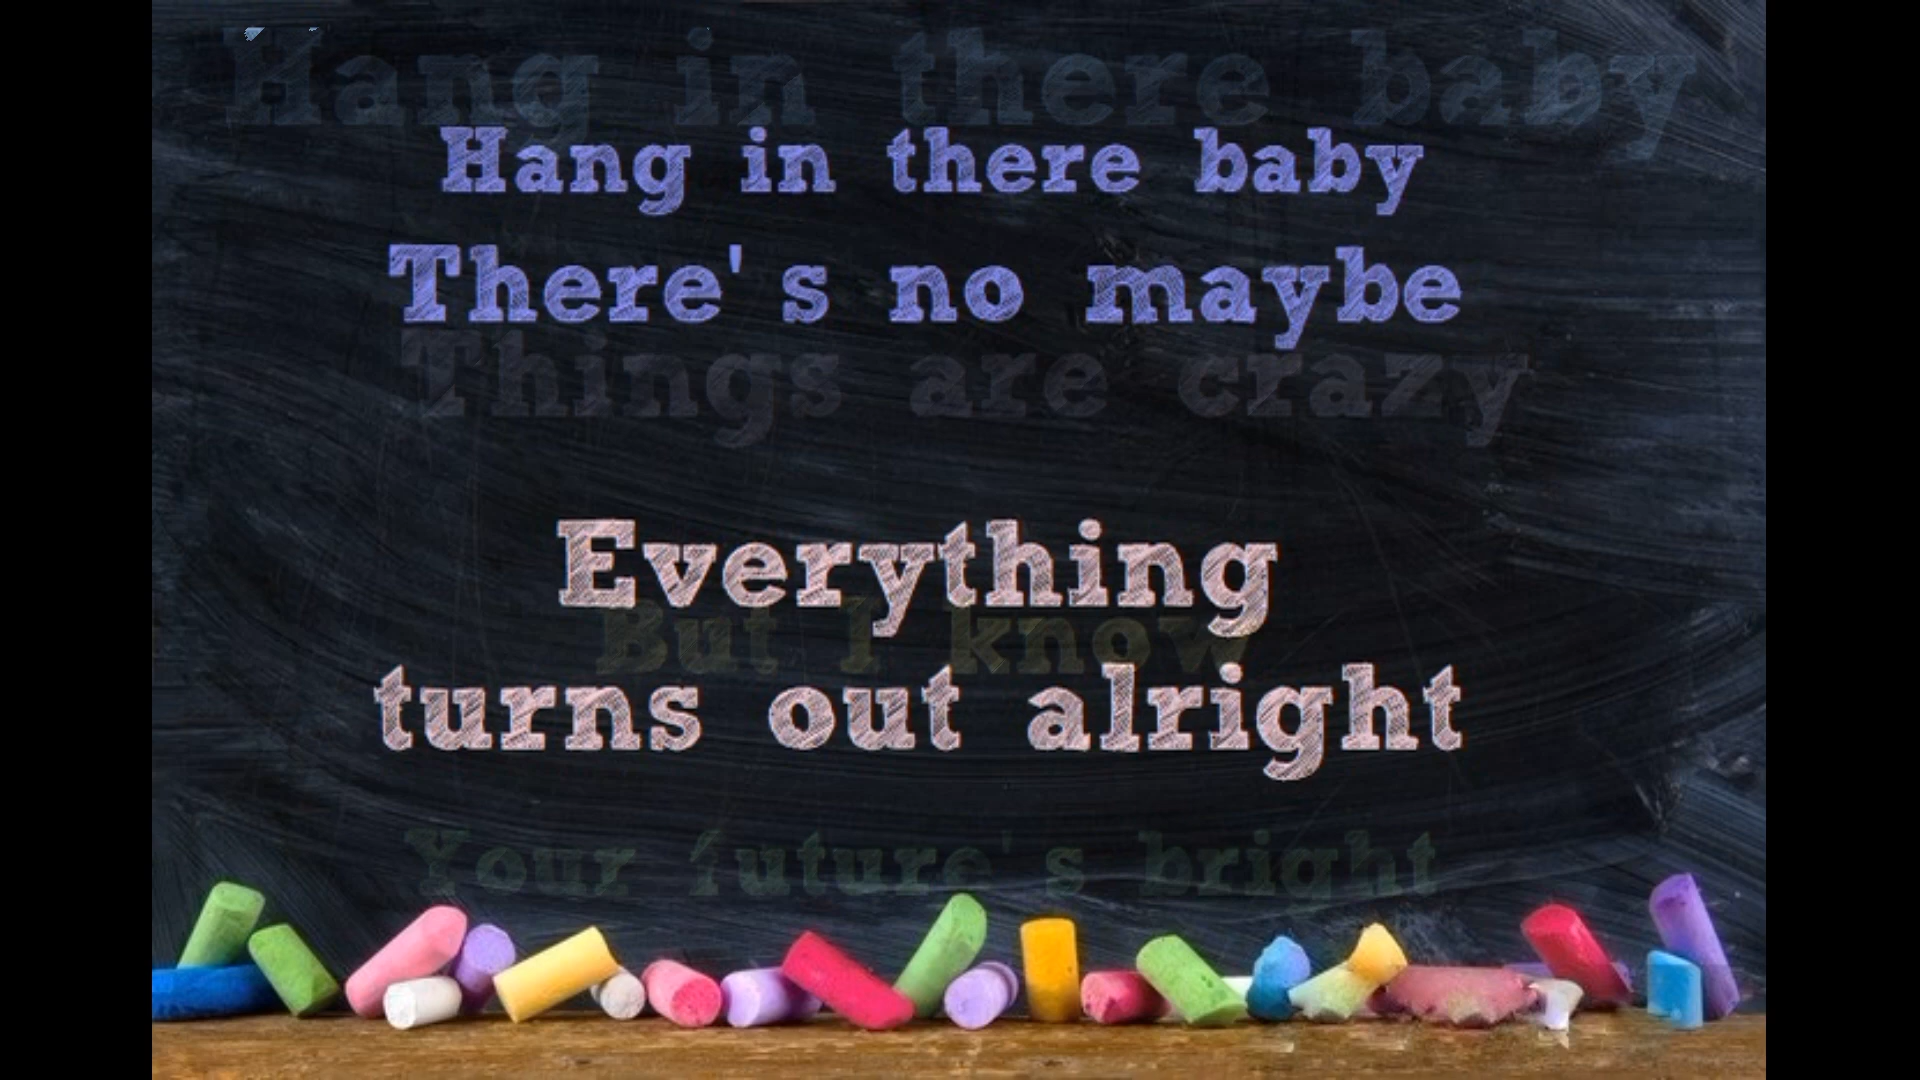 Hang in there baby
Hang in there baby
There's no maybe
Things are crazy
Everything
But I know
turns out alright
Your future's bright